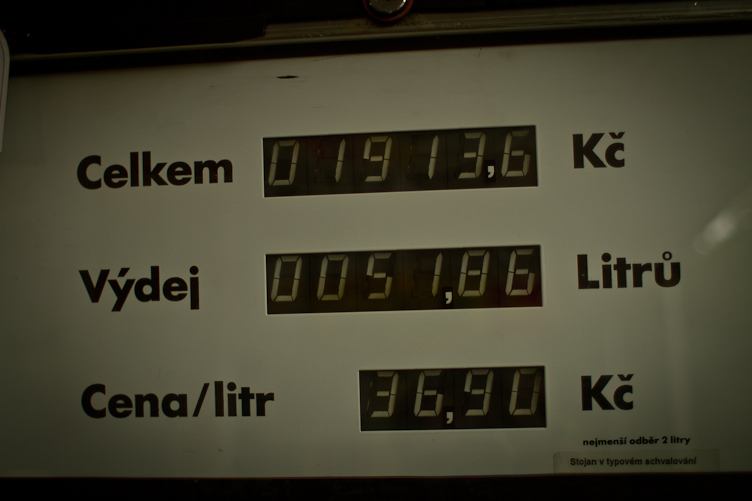 Celkem 01913,6 Kč
Výdej 0051,86 Litrů
Cena/litr 36,90 Kč
nejmenší odběr 2 litry
Stojan v typovém schvalování